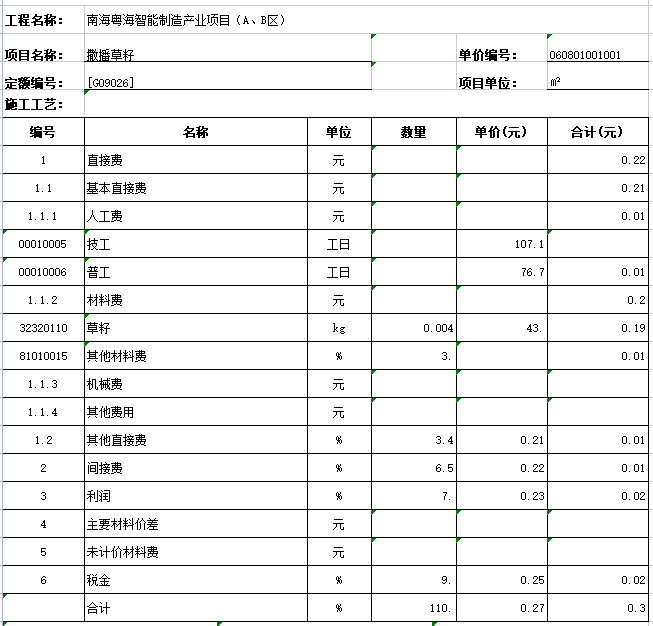 工程名称： 南海粤海智能制造产业项目（A、B区）
项目名称： 撒播草籽 单价编号： 060801001001
定额编号： [G09026] 项目单位： m²
施工工艺：
编号 名称 单位 数量 单价(元) 合计(元)
1 直接费 元 0.22
1.1 基本直接费 元 0.21
1.1.1 人工费 元 0.01
00010005 技工 工日 107.1
00010006 普工 工日 76.7 0.01
1.1.2 材料费 元 0.2
32320110 草籽 kg 0.004 43. 0.19
81010015 其他材料费 % 3. 0.01
1.1.3 机械费 元
1.1.4 其他费用 元
1.2 其他直接费 % 3.4 0.21 0.01
2 间接费 % 6.5 0.22 0.01
3 利润 % 7. 0.23 0.02
4 主要材料价差 元
5 未计价材料费 元
6 税金 % 9. 0.25 0.02
合计 % 110. 0.27 0.3